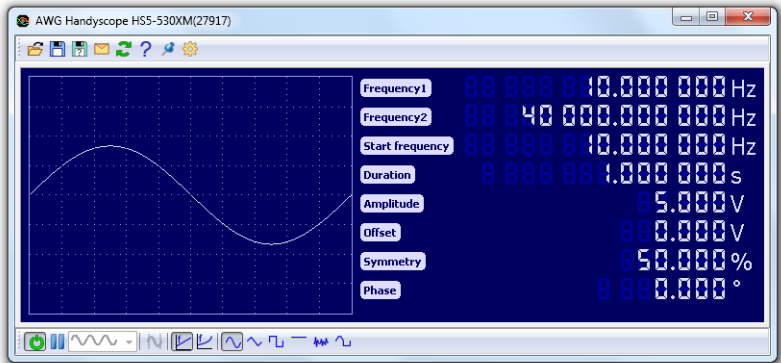 AWG Handyscope HS5-530XM(27917)
Frequency1 10.000 000 Hz
Frequency2 40 000.000 000 Hz
Start frequency 10.000 000 Hz
Duration 1.000 000 s
Amplitude 5.000 V
Offset 0.000 V
Symmetry 50.000 %
Phase 0.000 °